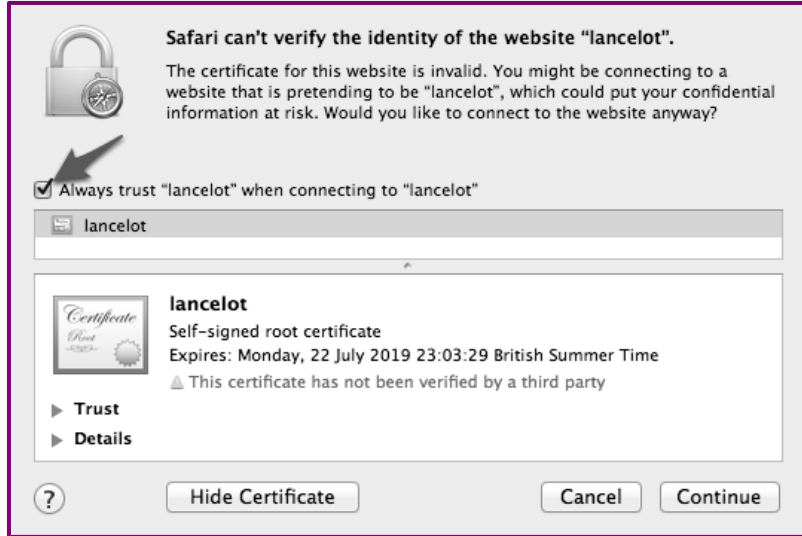 Safari can't verify the identity of the website “lancelot”.
The certificate for this website is invalid. You might be connecting to a
website that is pretending to be “lancelot”, which could put your confidential
information at risk. Would you like to connect to the website anyway?
Always trust “lancelot” when connecting to “lancelot”
lancelot
Certificate
Root
lancelot
Self-signed root certificate
Expires: Monday, 22 July 2019 23:03:29 British Summer Time
This certificate has not been verified by a third party
Trust
Details
? Hide Certificate Cancel Continue